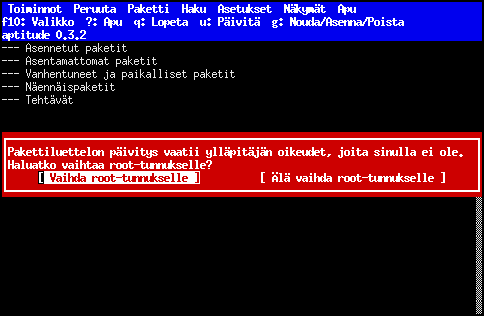 Toiminnot Peruuta Paketti Haku Asetukset Näkymät Apu
f10: Valikko ?: Apu q: Lopeta u: Päivitä g: Nouda/Asenna/Poista
aptitude 0.3.2
--- Asennetut paketit
--- Asentamattomat paketit
--- Vanhentuneet ja paikalliset paketit
--- Näennäispaketit
--- Tehtävät
Pakettiluettelon päivitys vaatii ylläpitäjän oikeudet, joita sinulla ei ole.
Haluatko vaihtaa root-tunnukselle?
[ Vaihda root-tunnukselle ] [ Älä vaihda root-tunnukselle ]